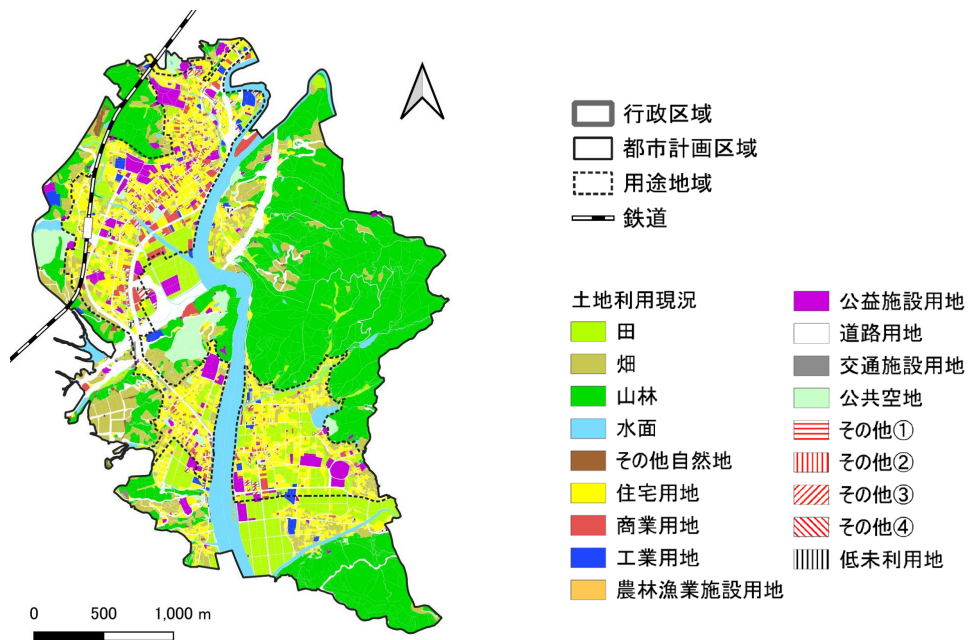 行政区域
都市計画区域
用途地域
鉄道
土地利用現況
田
畑
山林
水面
その他自然地
住宅用地
商業用地
工業用地
農林漁業施設用地
公益施設用地
道路用地
交通施設用地
公共空地
その他①
その他②
その他③
その他④
低未利用地
0 500 1,000 m